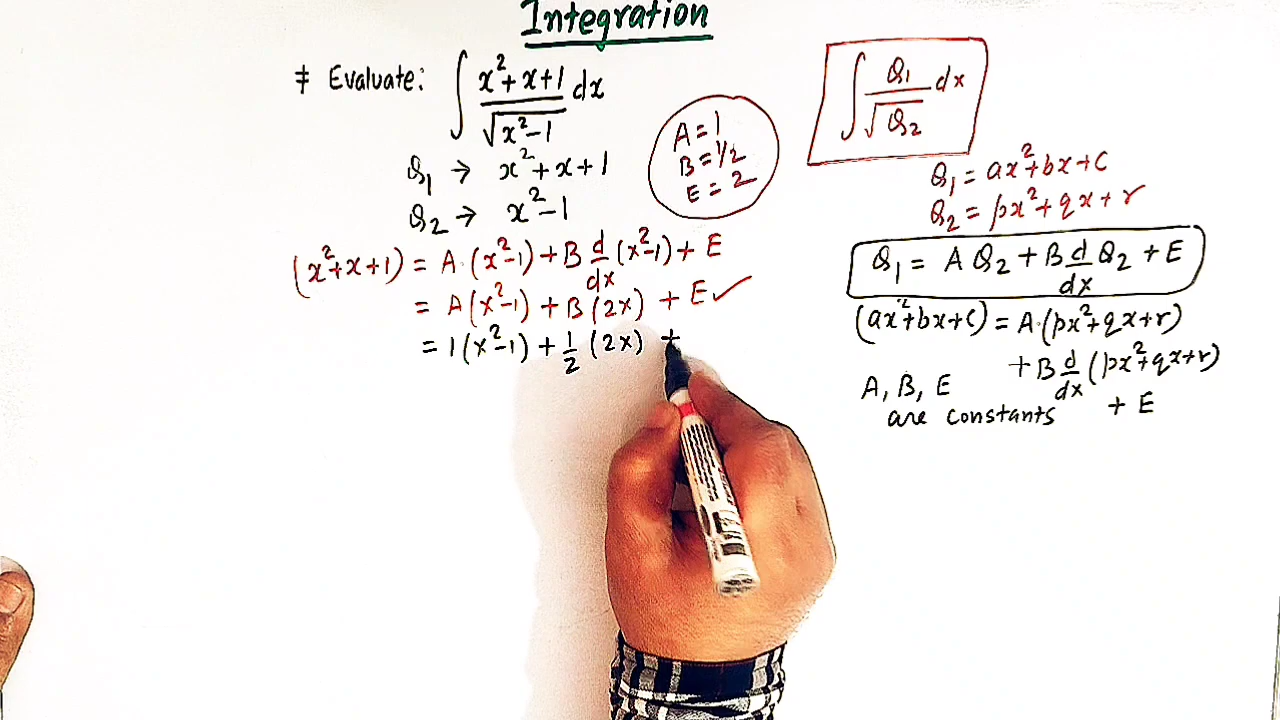 Integration
≠ Evaluate: ∫ x²+x+1 / √x²-1 dx
Q₁ → x²+x+1
Q₂ → x²-1
(x²+x+1) = A.(x²-1) + B d/dx (x²-1) + E
= A(x²-1) + B(2x) + E ✓
= 1(x²-1) + 1/2 (2x) +
A = 1
B = 1/2
E = 2
∫ Q₁ / √Q₂ dx
Q₁ = ax²+bx+c
Q₂ = px²+qx+r
Q₁ = A Q₂ + B d/dx Q₂ + E
(ax²+bx+c) = A.(px²+qx+r)
+ B d/dx (px²+qx+r)
+ E
A, B, E
are constants